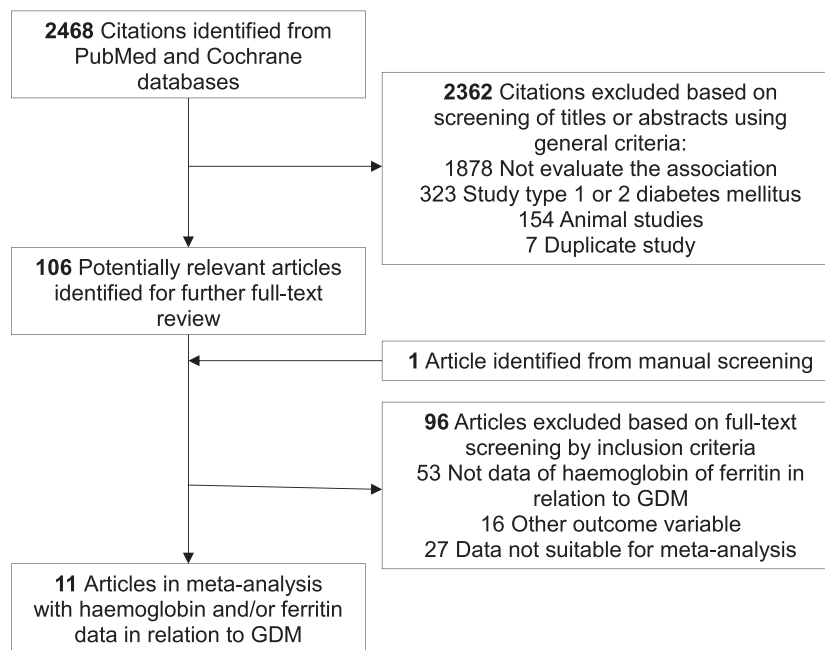 2468 Citations identified from
PubMed and Cochrane
databases
2362 Citations excluded based on
screening of titles or abstracts using
general criteria:
1878 Not evaluate the association
323 Study type 1 or 2 diabetes mellitus
154 Animal studies
7 Duplicate study
106 Potentially relevant articles
identified for further full-text
review
1 Article identified from manual screening
96 Articles excluded based on full-text
screening by inclusion criteria
53 Not data of haemoglobin of ferritin in
relation to GDM
16 Other outcome variable
27 Data not suitable for meta-analysis
11 Articles in meta-analysis
with haemoglobin and/or ferritin
data in relation to GDM